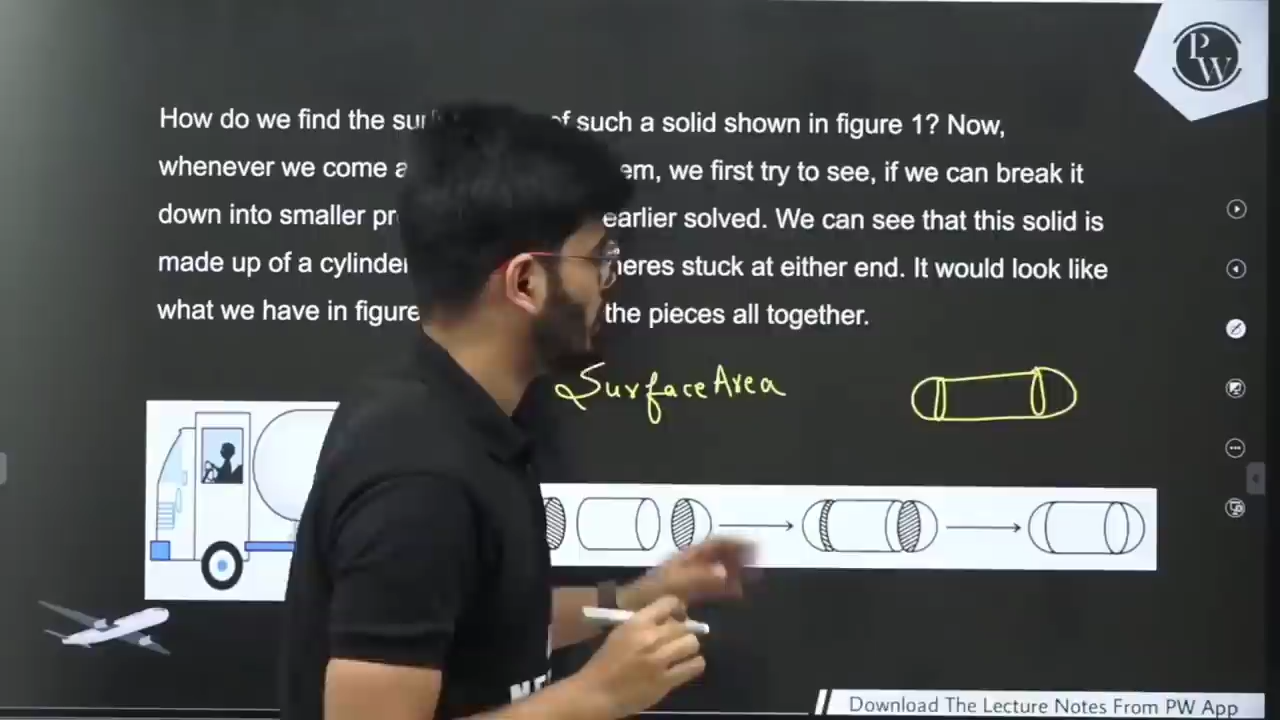 P
W
How do we find the sur of such a solid shown in figure 1? Now,
whenever we come a em, we first try to see, if we can break it
down into smaller pr earlier solved. We can see that this solid is
made up of a cylinder heres stuck at either end. It would look like
what we have in figure the pieces all together.
Surface Area
Download The Lecture Notes From PW App